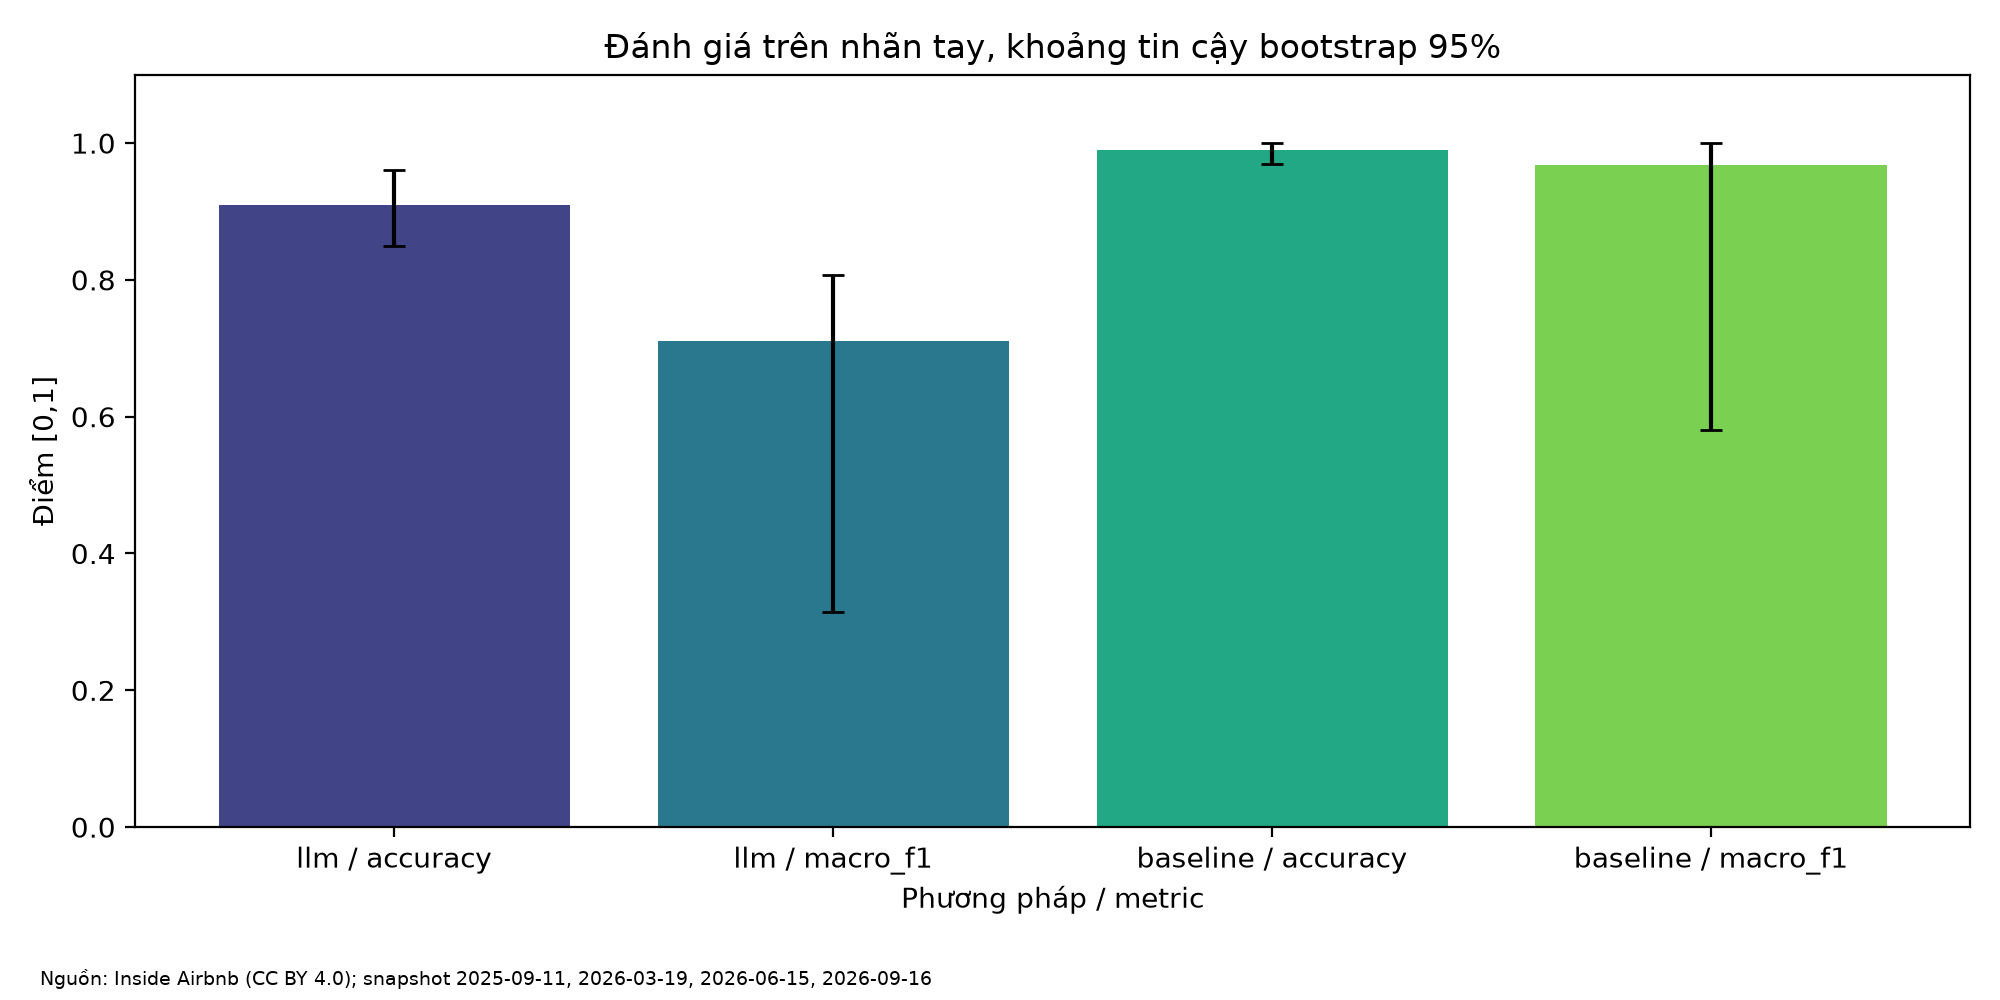 Đánh giá trên nhãn tay, khoảng tin cậy bootstrap 95%
Điểm [0,1]
1.0
0.8
0.6
0.4
0.2
0.0
llm / accuracy
llm / macro_f1
baseline / accuracy
baseline / macro_f1
Phương pháp / metric
Nguồn: Inside Airbnb (CC BY 4.0); snapshot 2025-09-11, 2026-03-19, 2026-06-15, 2026-09-16